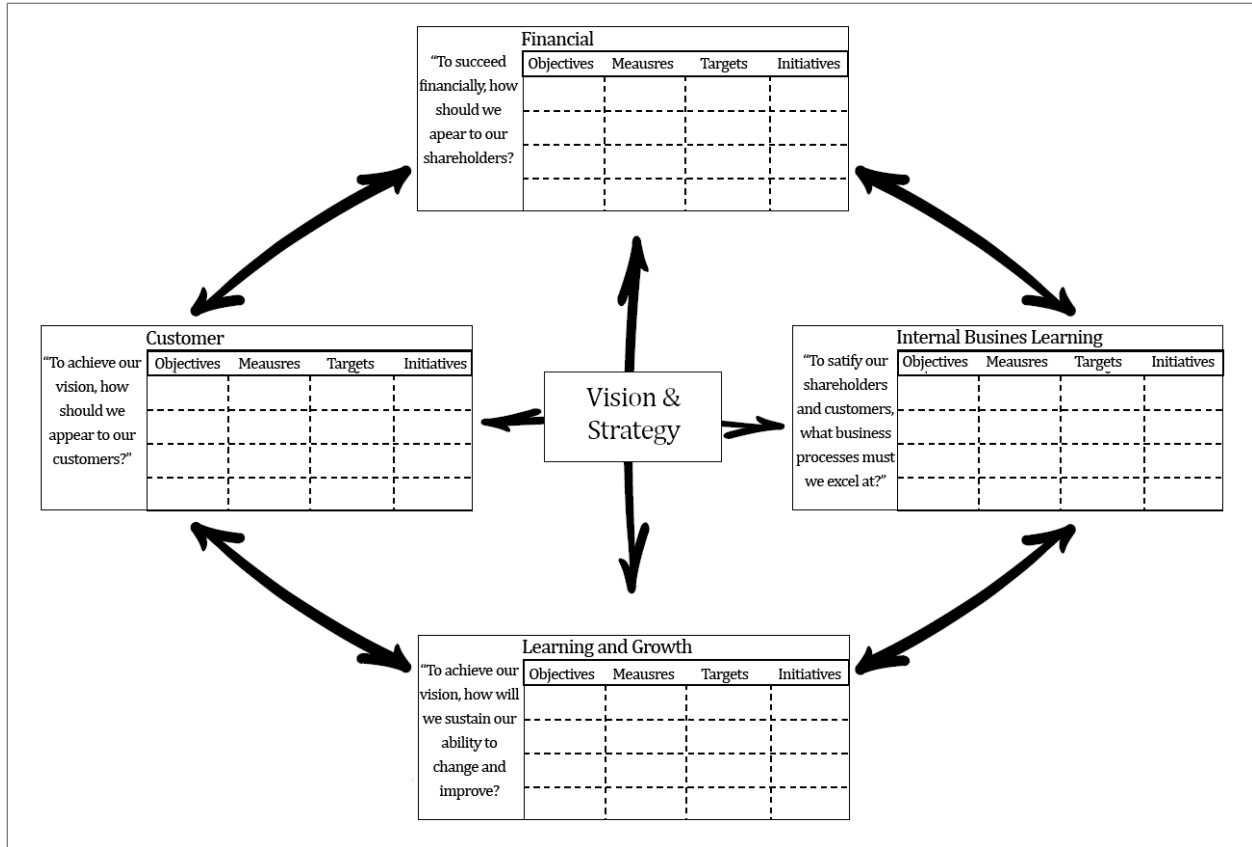 Financial
“To succeed
financially, how
should we
apear to our
shareholders?
Objectives Meausres Targets Initiatives
Customer
“To achieve our
vision, how
should we
appear to our
customers?”
Objectives Meausres Targets Initiatives
Vision &
Strategy
Internal Busines Learning
“To satify our
shareholders
and customers,
what business
processes must
we excel at?”
Objectives Meausres Targets Initiatives
Learning and Growth
“To achieve our
vision, how will
we sustain our
ability to
change and
improve?
Objectives Meausres Targets Initiatives